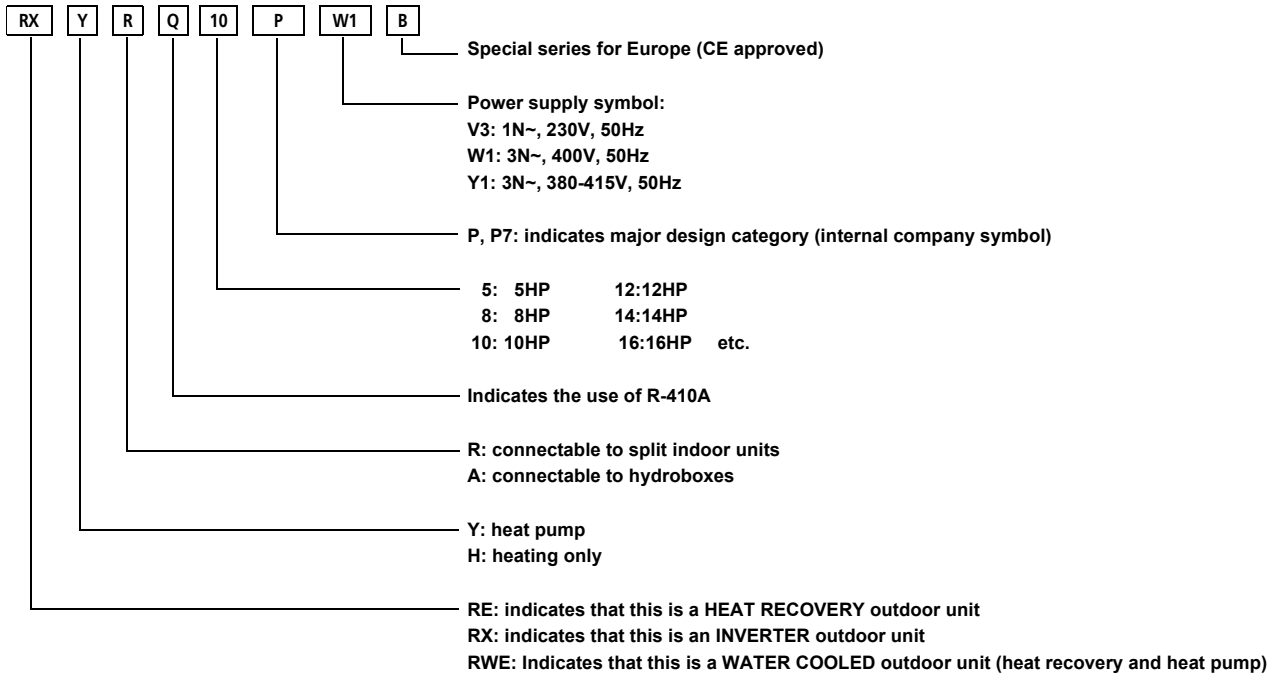 RX Y R Q 10 P W1 B
Special series for Europe (CE approved)
Power supply symbol:
V3: 1N~, 230V, 50Hz
W1: 3N~, 400V, 50Hz
Y1: 3N~, 380-415V, 50Hz
P, P7: indicates major design category (internal company symbol)
5: 5HP 12:12HP
8: 8HP 14:14HP
10: 10HP 16:16HP etc.
Indicates the use of R-410A
R: connectable to split indoor units
A: connectable to hydroboxes
Y: heat pump
H: heating only
RE: indicates that this is a HEAT RECOVERY outdoor unit
RX: indicates that this is an INVERTER outdoor unit
RWE: Indicates that this is a WATER COOLED outdoor unit (heat recovery and heat pump)